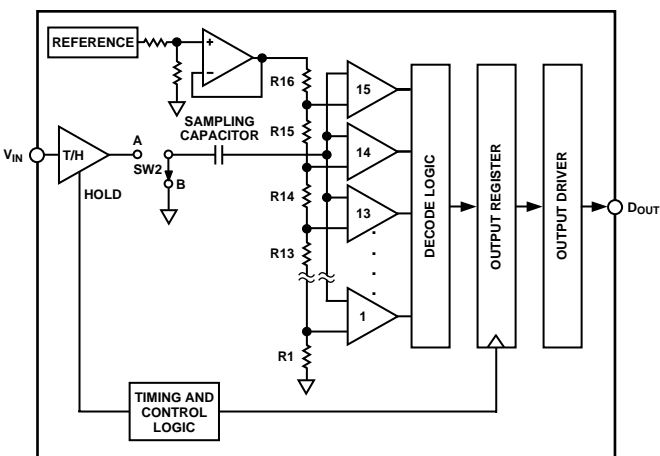 REFERENCE
+
−
R16
15
SAMPLING
CAPACITOR
R15
A
V_IN
T/H
14
SW2
B
HOLD
R14
13
R13
1
R1
DECODE LOGIC
OUTPUT REGISTER
OUTPUT DRIVER
D_OUT
TIMING AND
CONTROL
LOGIC